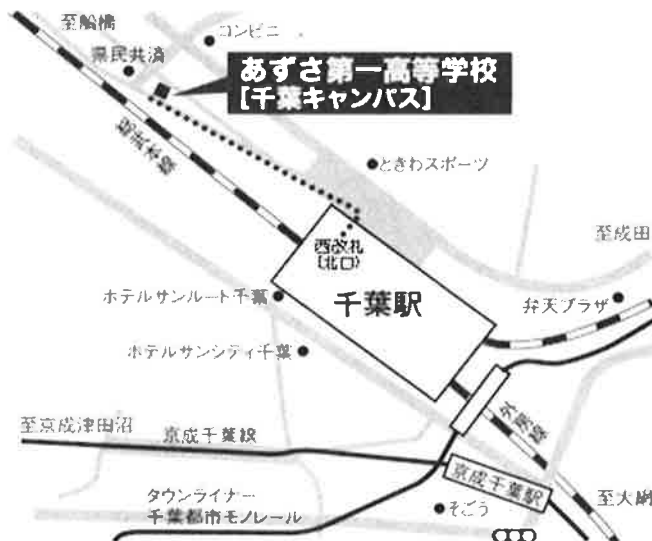 至船橋
コンビニ
県民共済
あずさ第一高等学校
[千葉キャンパス]
総武本線
ときわスポーツ
西改札
(北口)
至成田
千葉駅
ホテルサンルート千葉
弁天プラザ
ホテルサンシティ千葉
至京成津田沼
京成千葉線
外房線
京成千葉駅
タウンライナー
千葉都市モノレール
そごう
至大網